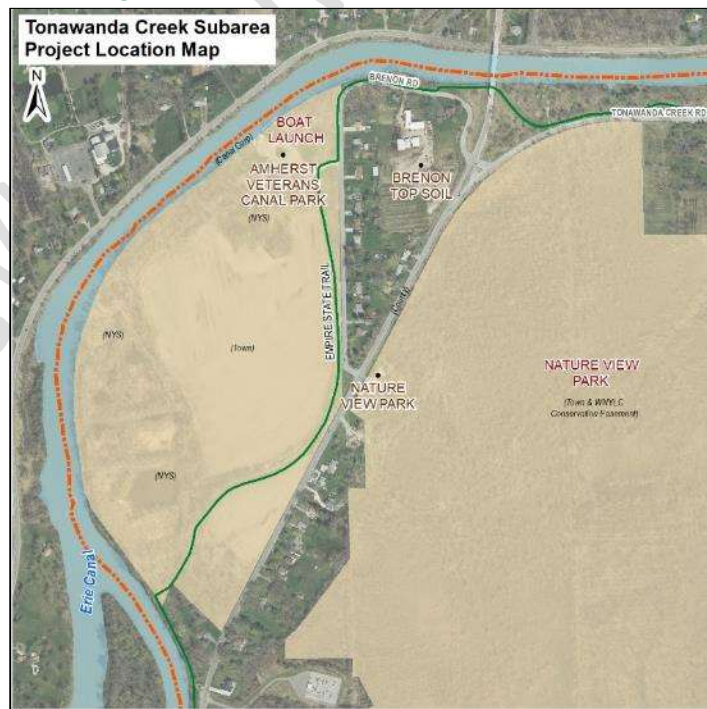 Tonawanda Creek Subarea
Project Location Map
N
BRENON RD
TONAWANDA CREEK RD
BOAT
LAUNCH
(Canal Corp)
AMHERST
VETERANS
CANAL PARK
(NYS)
BRENON
TOP SOIL
EMPIRE STATE TRAIL
(County)
(NYS)
(Town)
NATURE
VIEW PARK
NATURE VIEW
PARK
(Town & WNYLC
Conservation Easement)
(NYS)
Erie Canal